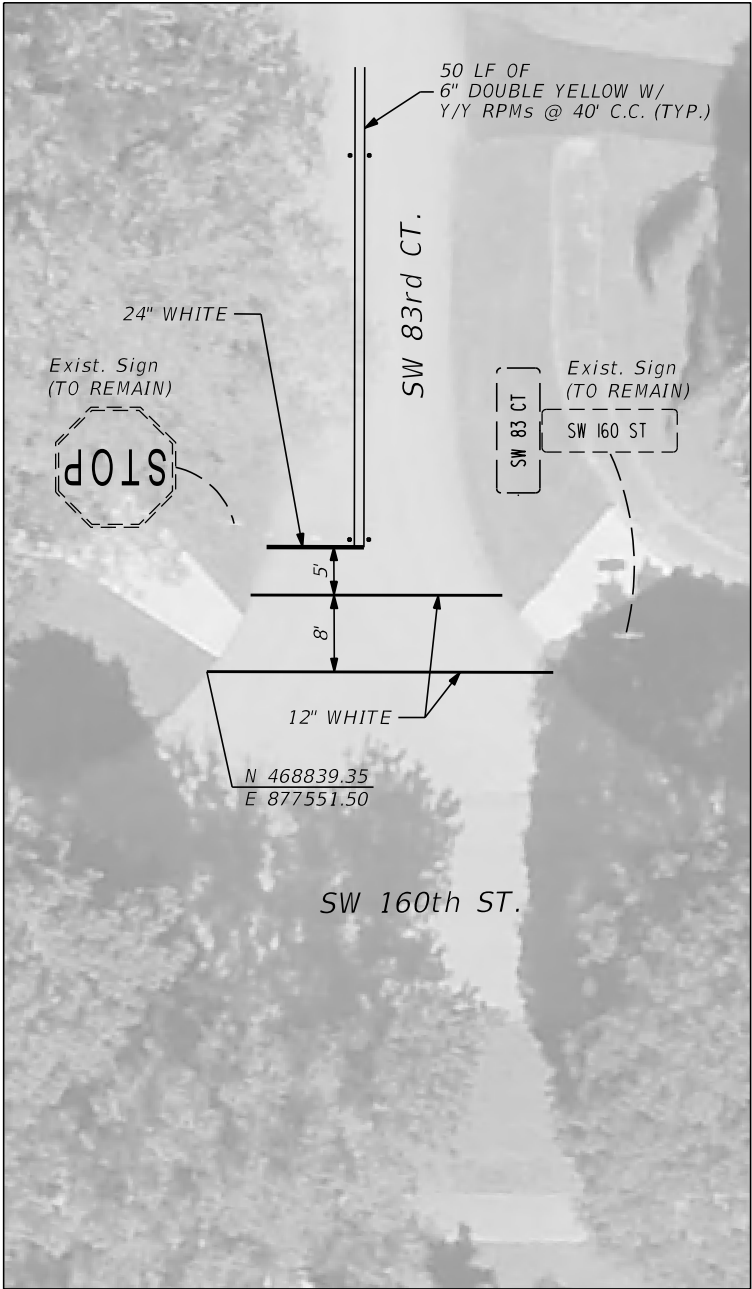 50 LF OF
6" DOUBLE YELLOW W/
Y/Y RPMs @ 40' C.C. (TYP.)
SW 83rd CT.
24" WHITE
Exist. Sign
(TO REMAIN)
STOP
Exist. Sign
(TO REMAIN)
SW 83 CT
SW 160 ST
5'
8'
12" WHITE
N 468839.35
E 877551.50
SW 160th ST.